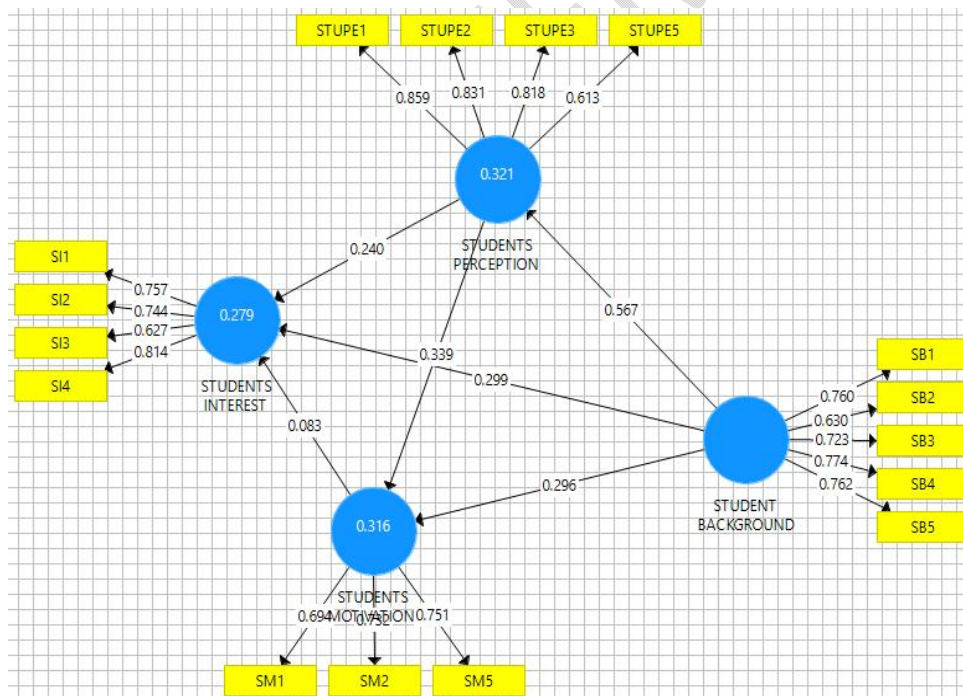 STUPE1 STUPE2 STUPE3 STUPE5
0.859 0.831 0.818 0.613
0.321
STUDENTS
PERCEPTION
0.240
0.567
SI1
SI2
SI3
SI4
0.757
0.744
0.627
0.814
0.279
STUDENTS
INTEREST
0.339
0.299
0.083
0.296
SB1
SB2
SB3
SB4
SB5
0.760
0.630
0.723
0.774
0.762
STUDENT
BACKGROUND
0.316
STUDENTS
MOTIVATION
0.694 0.732 0.751
SM1 SM2 SM5